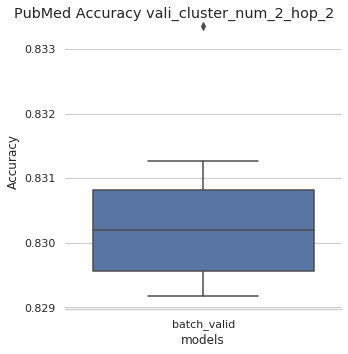 PubMed Accuracy vali_cluster_num_2_hop_2
0.833
0.832
0.831
0.830
0.829
Accuracy
batch_valid
models